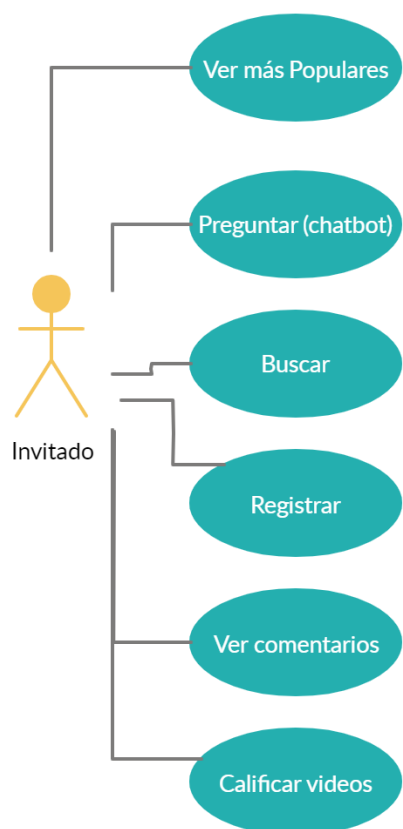 Ver más Populares
Preguntar (chatbot)
Buscar
Invitado
Registrar
Ver comentarios
Calificar videos